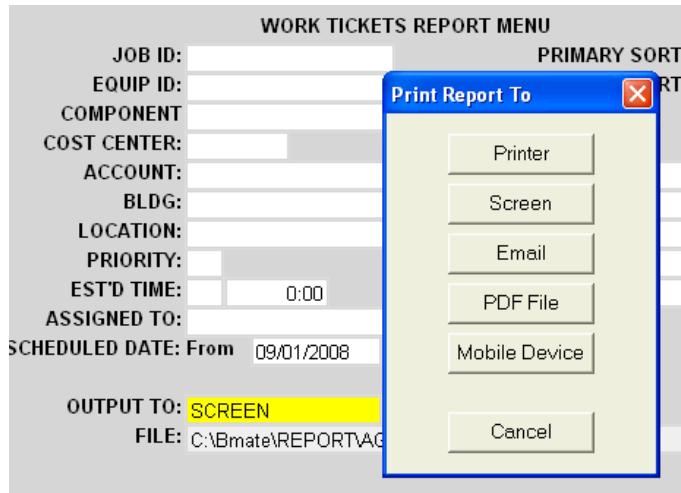 WORK TICKETS REPORT MENU
JOB ID:
PRIMARY SORT
EQUIP ID:
RT
COMPONENT
COST CENTER:
ACCOUNT:
BLDG:
LOCATION:
PRIORITY:
EST'D TIME: 0:00
ASSIGNED TO:
SCHEDULED DATE: From 09/01/2008
OUTPUT TO: SCREEN
FILE: C:\Bmate\REPORT\AG
Print Report To
Printer
Screen
Email
PDF File
Mobile Device
Cancel